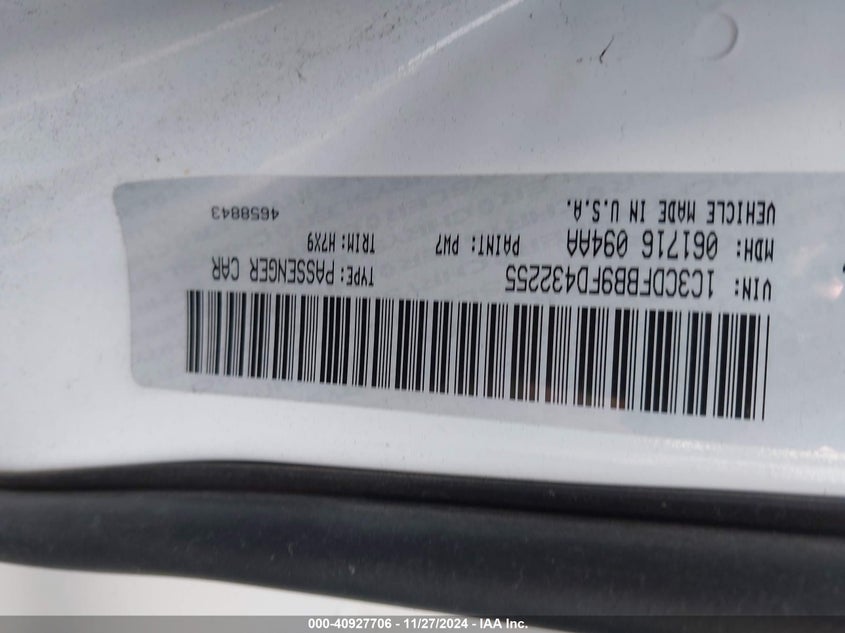 VIN: 1C3CDFBB9FD432255 TYPE: PASSENGER CAR
MDH: 061716 094AA PAINT: PW7 TRIM: H7X9
VEHICLE MADE IN U.S.A. 4658843
000-40927706 - 11/27/2024 - IAA Inc.